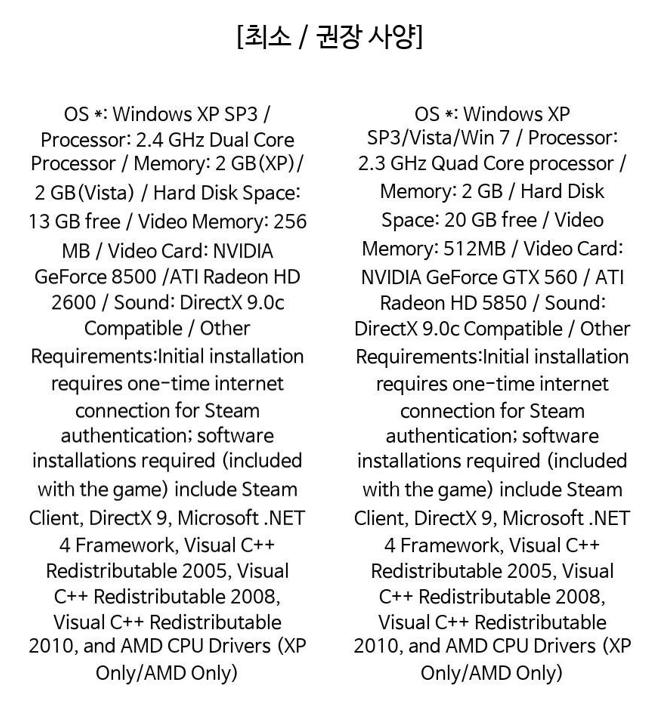 [최소 / 권장 사양]
OS *: Windows XP SP3 /
Processor: 2.4 GHz Dual Core
Processor / Memory: 2 GB(XP)/
2 GB(Vista) / Hard Disk Space:
13 GB free / Video Memory: 256
MB / Video Card: NVIDIA
GeForce 8500 /ATI Radeon HD
2600 / Sound: DirectX 9.0c
Compatible / Other
Requirements:Initial installation
requires one-time internet
connection for Steam
authentication; software
installations required (included
with the game) include Steam
Client, DirectX 9, Microsoft .NET
4 Framework, Visual C++
Redistributable 2005, Visual
C++ Redistributable 2008,
Visual C++ Redistributable
2010, and AMD CPU Drivers (XP
Only/AMD Only)
OS *: Windows XP
SP3/Vista/Win 7 / Processor:
2.3 GHz Quad Core processor /
Memory: 2 GB / Hard Disk
Space: 20 GB free / Video
Memory: 512MB / Video Card:
NVIDIA GeForce GTX 560 / ATI
Radeon HD 5850 / Sound:
DirectX 9.0c Compatible / Other
Requirements:Initial installation
requires one-time internet
connection for Steam
authentication; software
installations required (included
with the game) include Steam
Client, DirectX 9, Microsoft .NET
4 Framework, Visual C++
Redistributable 2005, Visual
C++ Redistributable 2008,
Visual C++ Redistributable
2010, and AMD CPU Drivers (XP
Only/AMD Only)